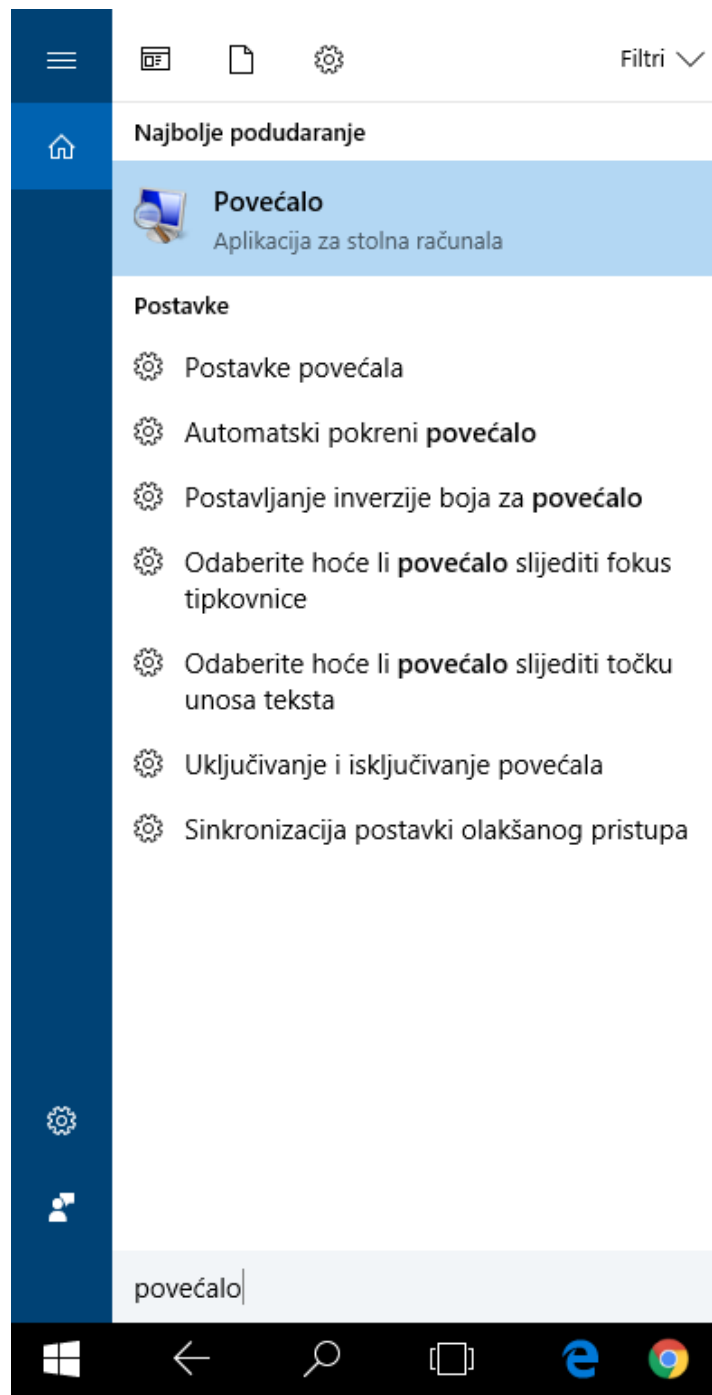 Filtri
Najbolje podudaranje
Povećalo
Aplikacija za stolna računala
Postavke
Postavke povećala
Automatski pokreni povećalo
Postavljanje inverzije boja za povećalo
Odaberite hoće li povećalo slijediti fokus
tipkovnice
Odaberite hoće li povećalo slijediti točku
unosa teksta
Uključivanje i isključivanje povećala
Sinkronizacija postavki olakšanog pristupa
povećalo